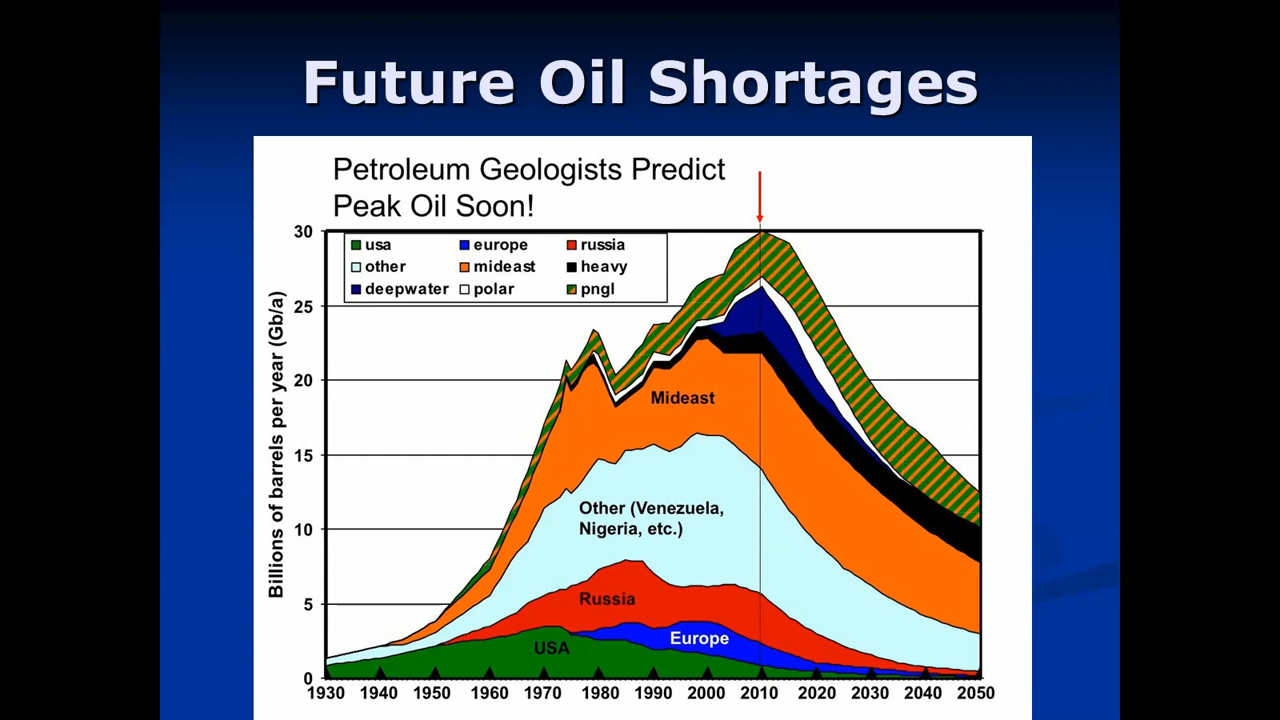 Future Oil Shortages
Petroleum Geologists Predict
Peak Oil Soon!
usa europe russia
other mideast heavy
deepwater polar pngl
Billions of barrels per year (Gb/a)
30
25
20
15
10
5
0
Mideast
Other (Venezuela,
Nigeria, etc.)
Russia
Europe
USA
1930 1940 1950 1960 1970 1980 1990 2000 2010 2020 2030 2040 2050